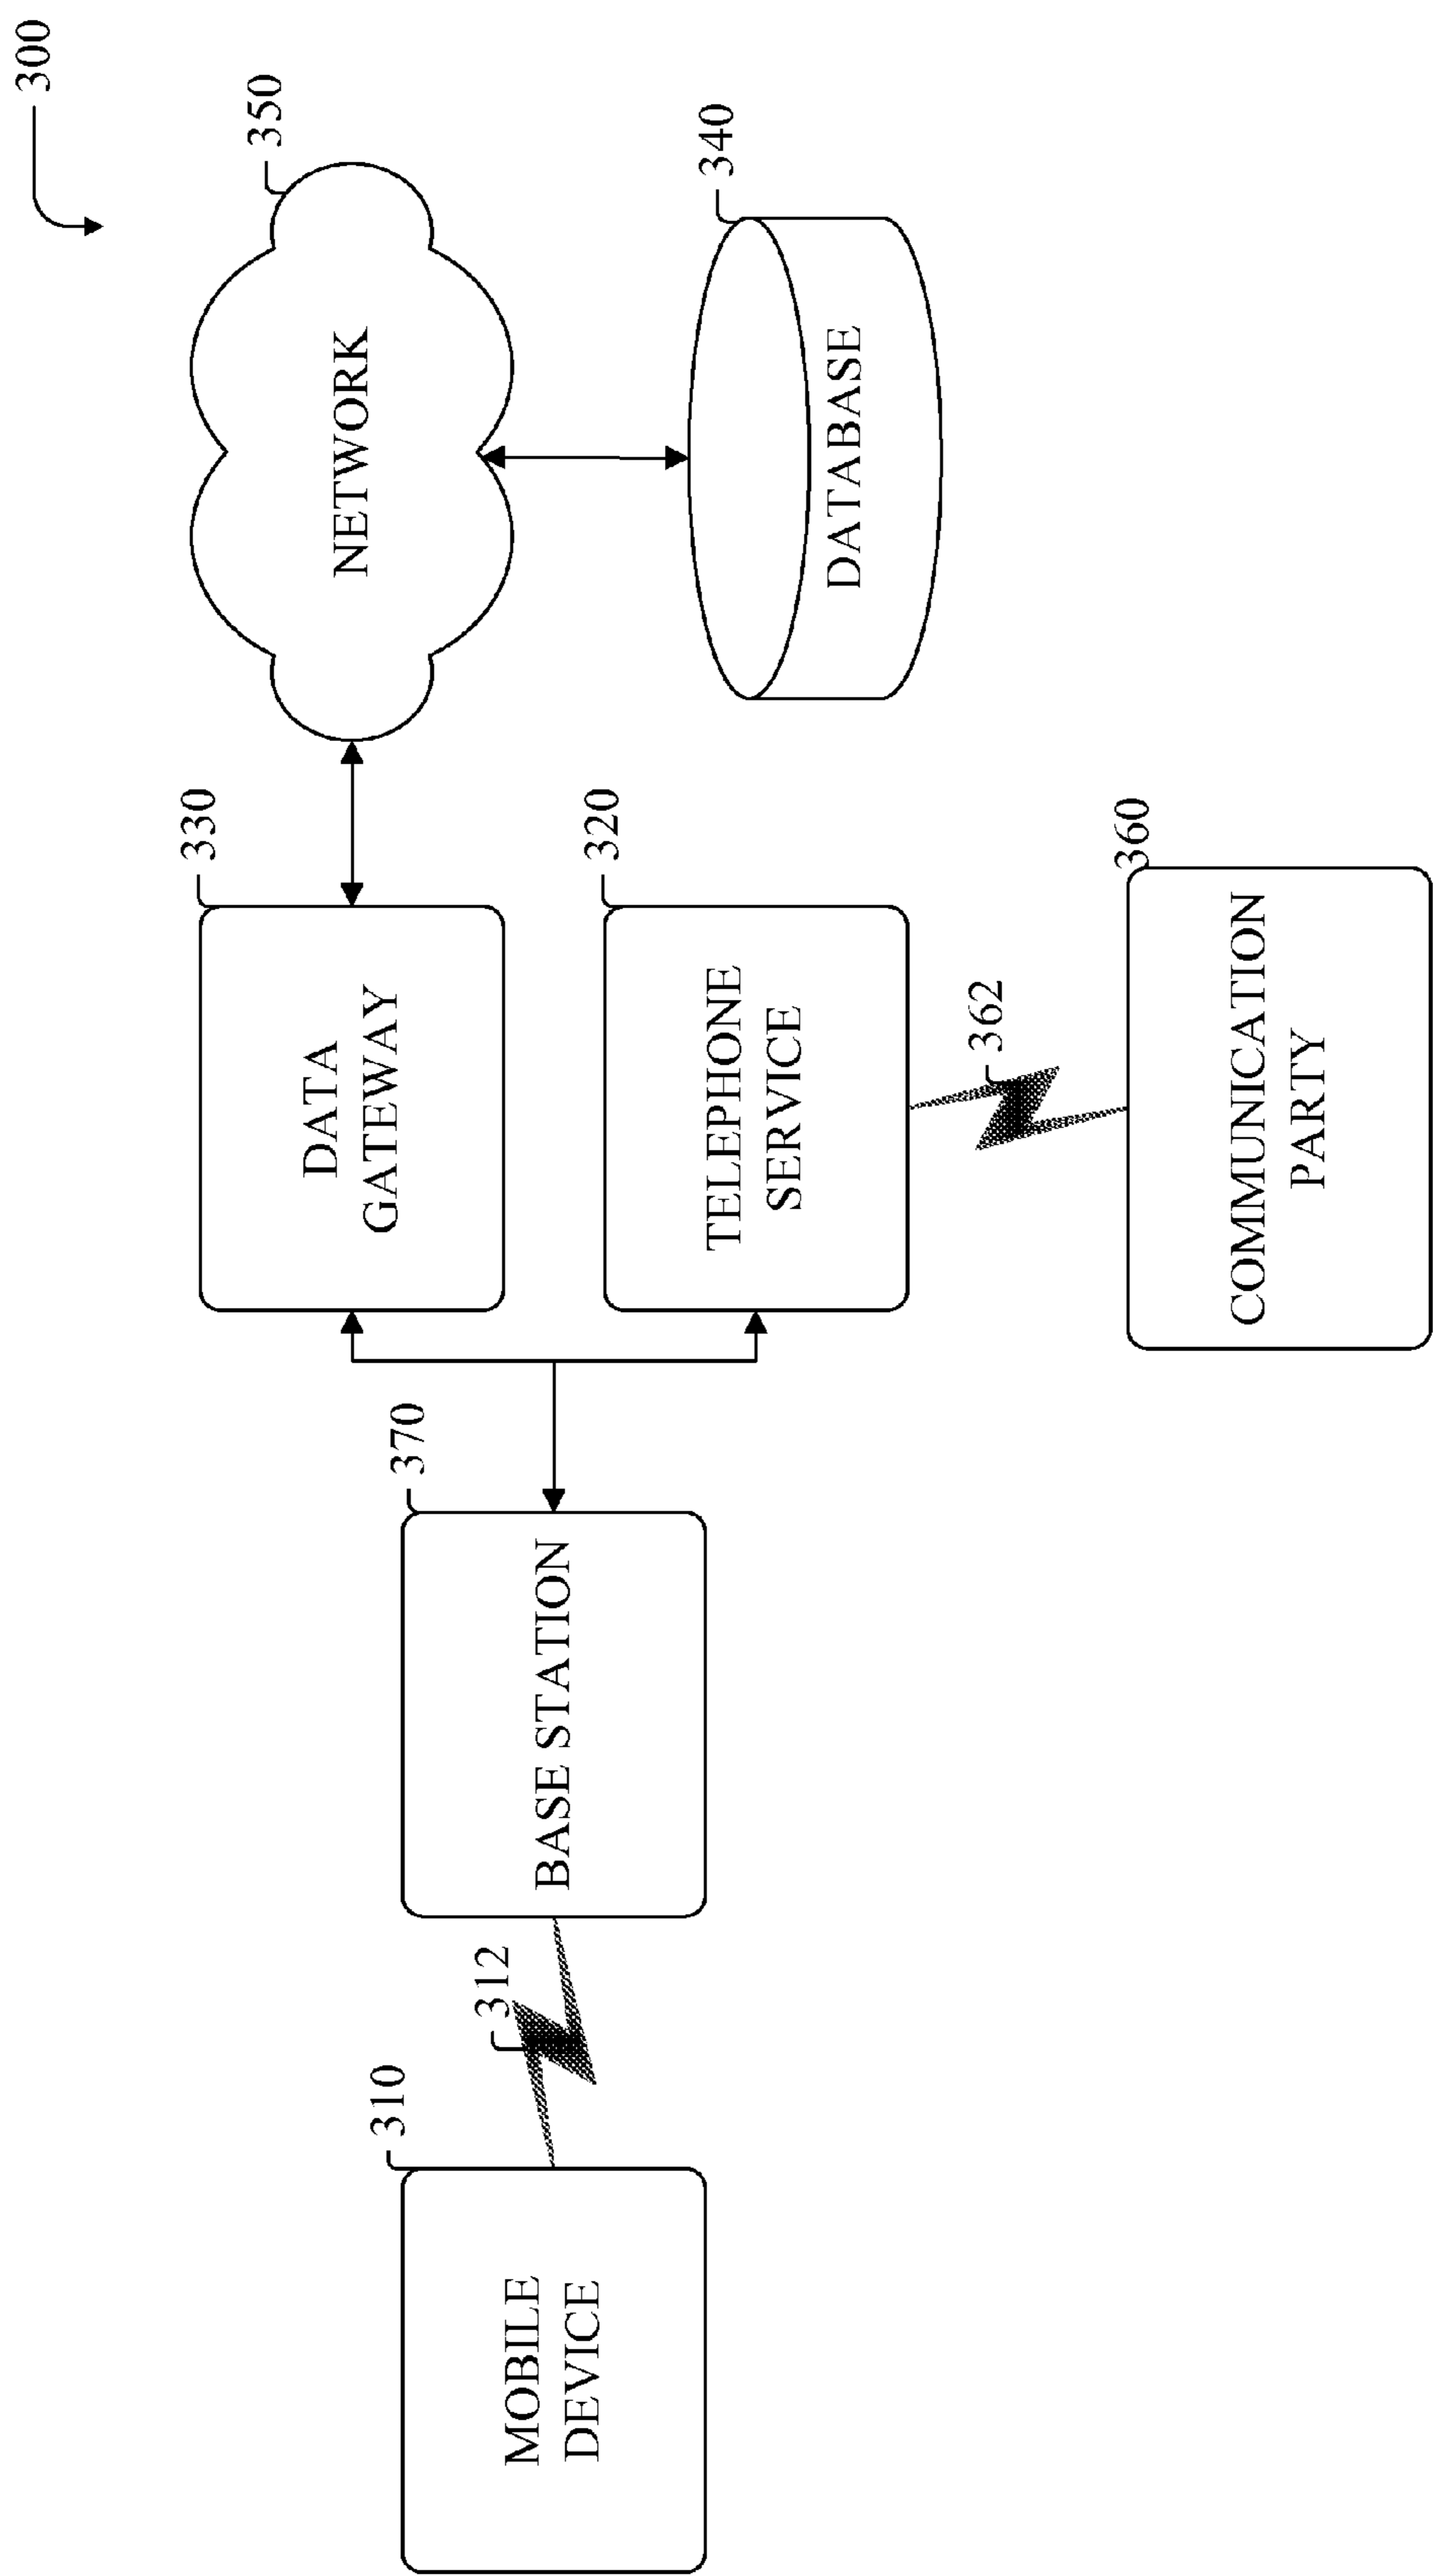 300
350
NETWORK
340
DATABASE
330
DATA
GATEWAY
320
TELEPHONE
SERVICE
362
360
COMMUNICATION
PARTY
370
BASE STATION
312
310
MOBILE
DEVICE